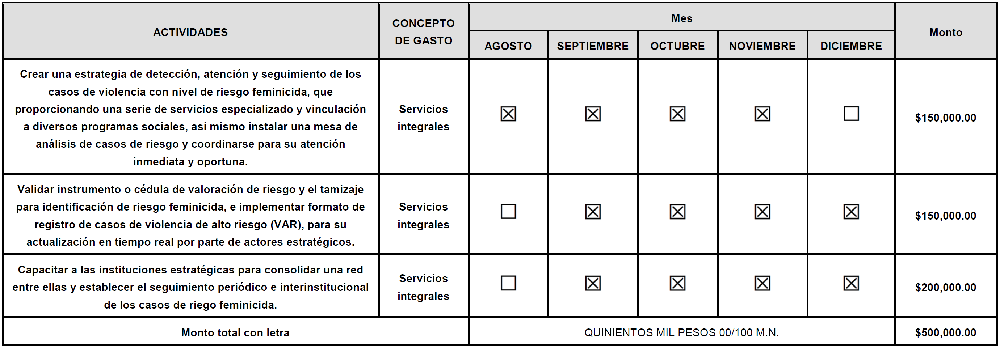 ACTIVIDADES
CONCEPTO
DE GASTO
Mes
Monto
AGOSTO
SEPTIEMBRE
OCTUBRE
NOVIEMBRE
DICIEMBRE
Crear una estrategia de detección, atención y seguimiento de los
casos de violencia con nivel de riesgo feminicida, que
proporcionando una serie de servicios especializado y vinculación
a diversos programas sociales, así mismo instalar una mesa de
análisis de casos de riesgo y coordinarse para su atención
inmediata y oportuna.
Servicios
integrales
☒
☒
☒
☒
☐
$150,000.00
Validar instrumento o cédula de valoración de riesgo y el tamizaje
para identificación de riesgo feminicida, e implementar formato de
registro de casos de violencia de alto riesgo (VAR), para su
actualización en tiempo real por parte de actores estratégicos.
Servicios
integrales
☐
☒
☒
☒
☒
$150,000.00
Capacitar a las instituciones estratégicas para consolidar una red
entre ellas y establecer el seguimiento periódico e interinstitucional
de los casos de riego feminicida.
Servicios
integrales
☐
☒
☒
☒
☒
$200,000.00
Monto total con letra
QUINIENTOS MIL PESOS 00/100 M.N.
$500,000.00